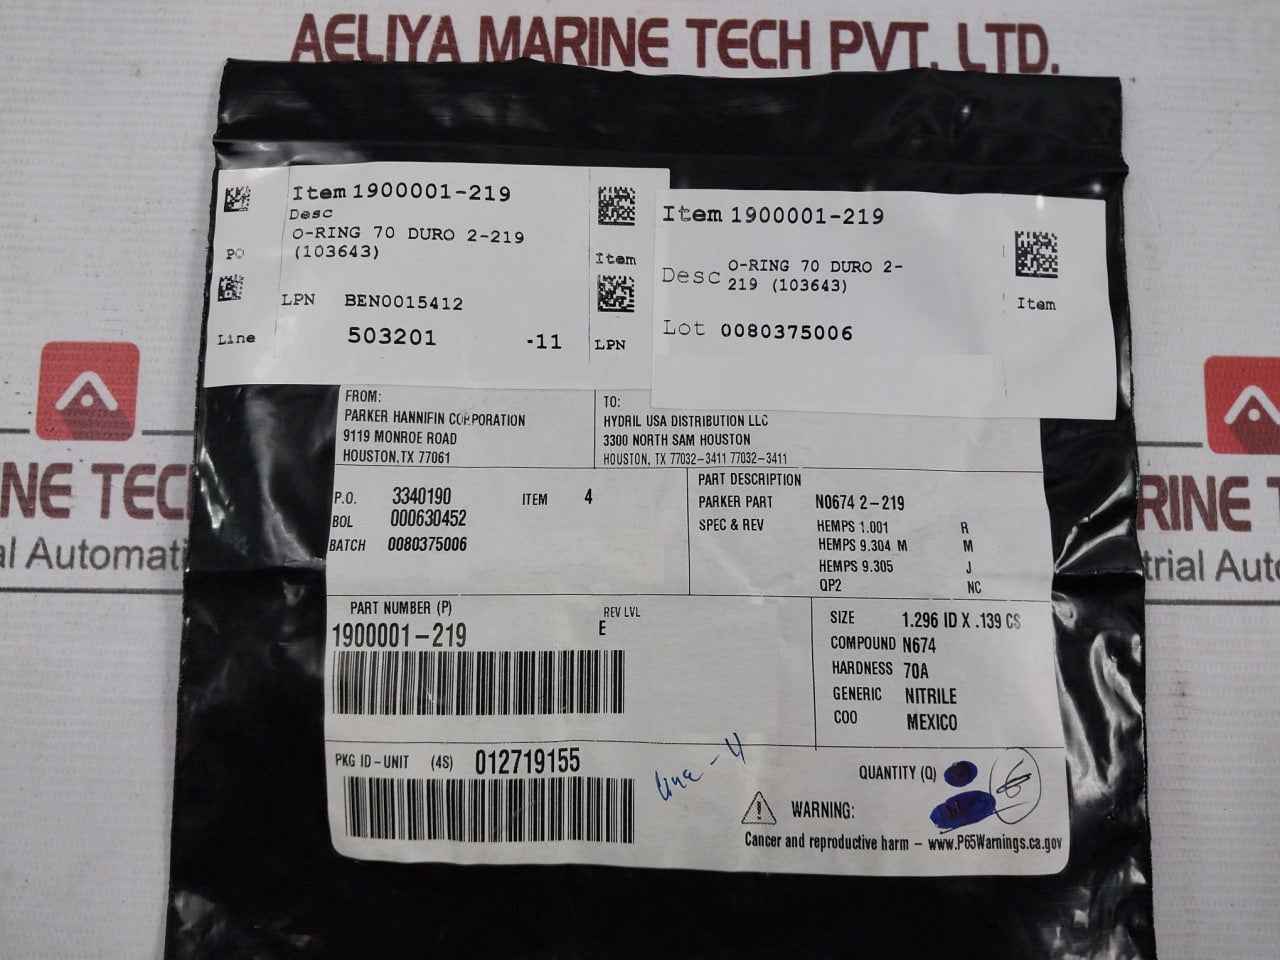 AELIYA MARINE TECH PVT. LTD.
Item 1900001-219
Desc
O-RING 70 DURO 2-219
(103643)
PO
Item
LPN BEN0015412
Line
503201 -11
LPN
Item 1900001-219
Desc O-RING 70 DURO 2-
219 (103643)
Item
Lot 0080375006
FROM:
PARKER HANNIFIN CORPORATION
9119 MONROE ROAD
HOUSTON,TX 77061
TO:
HYDRIL USA DISTRIBUTION LLC
3300 NORTH SAM HOUSTON
HOUSTON, TX 77032-3411 77032-3411
P.O. 3340190 ITEM 4
BOL 000630452
BATCH 0080375006
PART DESCRIPTION
PARKER PART N0674 2-219
SPEC & REV HEMPS 1.001 R
HEMPS 9.304 M M
HEMPS 9.305 J
QP2 NC
PART NUMBER (P) REV LVL
1900001-219 E
SIZE 1.296 ID X .139 CS
COMPOUND N674
HARDNESS 70A
GENERIC NITRILE
COO MEXICO
PKG ID-UNIT (4S) 012719155
line - 4
QUANTITY (Q)
6
WARNING:
Cancer and reproductive harm - www.P65Warnings.ca.gov
NE TEC
al Automati
RINE
trial Auto